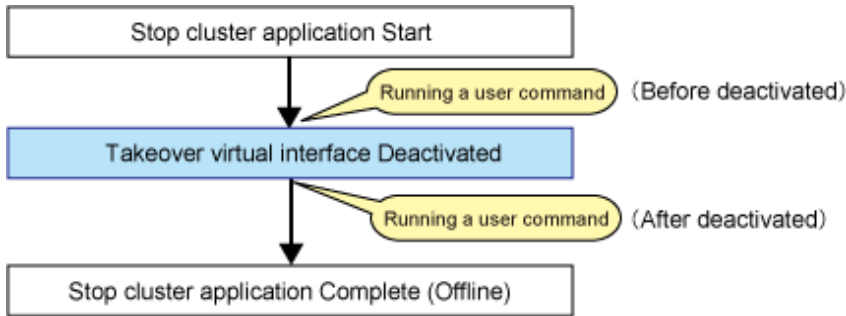 Stop cluster application Start
Running a user command (Before deactivated)
Takeover virtual interface Deactivated
Running a user command (After deactivated)
Stop cluster application Complete (Offline)